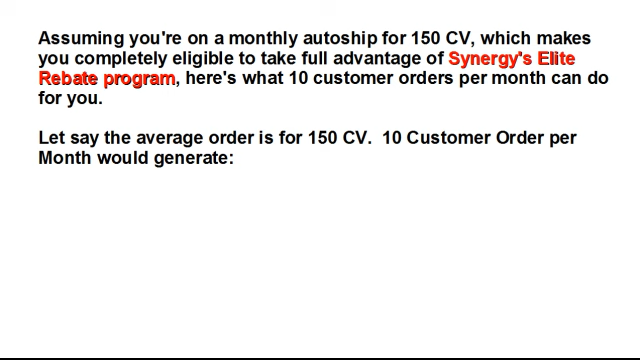 Assuming you're on a monthly autoship for 150 CV, which makes
you completely eligible to take full advantage of Synergy's Elite
Rebate program, here's what 10 customer orders per month can do
for you.
Let say the average order is for 150 CV.  10 Customer Order per
Month would generate: